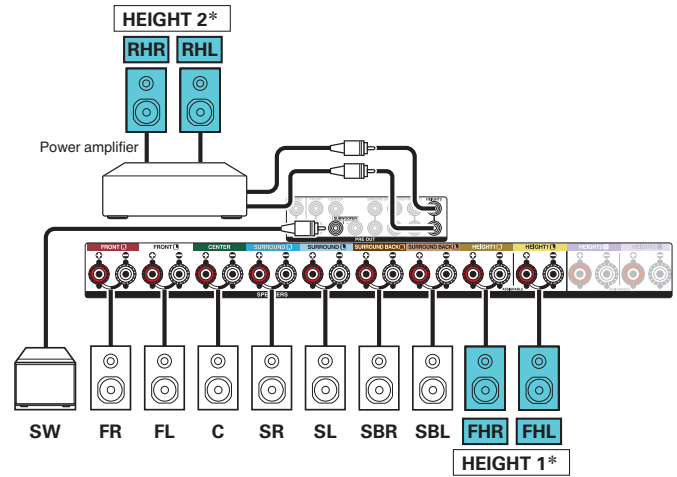 HEIGHT 2*
RHR RHL
Power amplifier
HEIGHT2
SUBWOOFER
PRE OUT
FRONT R FRONT L CENTER SURROUND R SURROUND L SURROUND BACK R SURROUND BACK L HEIGHT1 R HEIGHT1 L HEIGHT2 R HEIGHT2 L
SPEAKERS
ASSIGNABLE
SW FR FL C SR SL SBR SBL FHR FHL
HEIGHT 1*